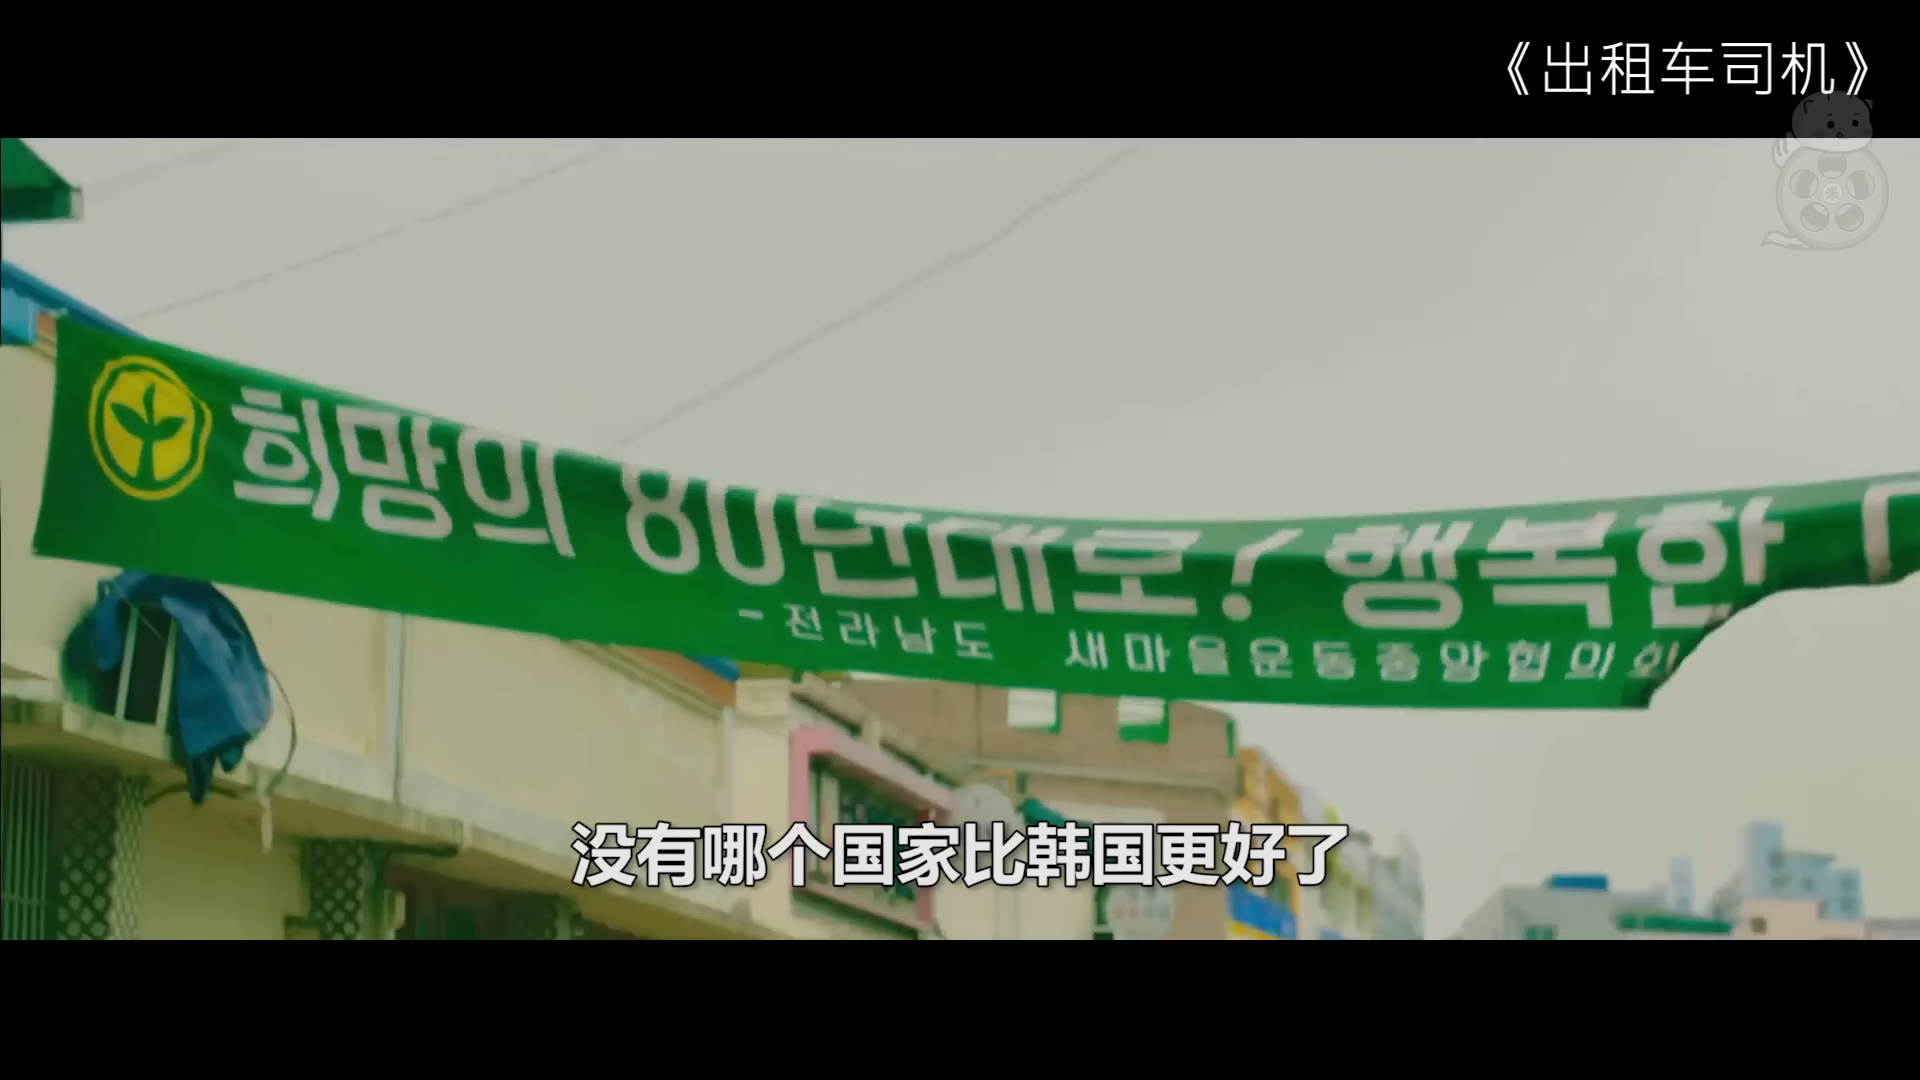 《出租车司机》
희망의 80년대로! 행복한
- 전라남도 새마을운동중앙협의회
没有哪个国家比韩国更好了